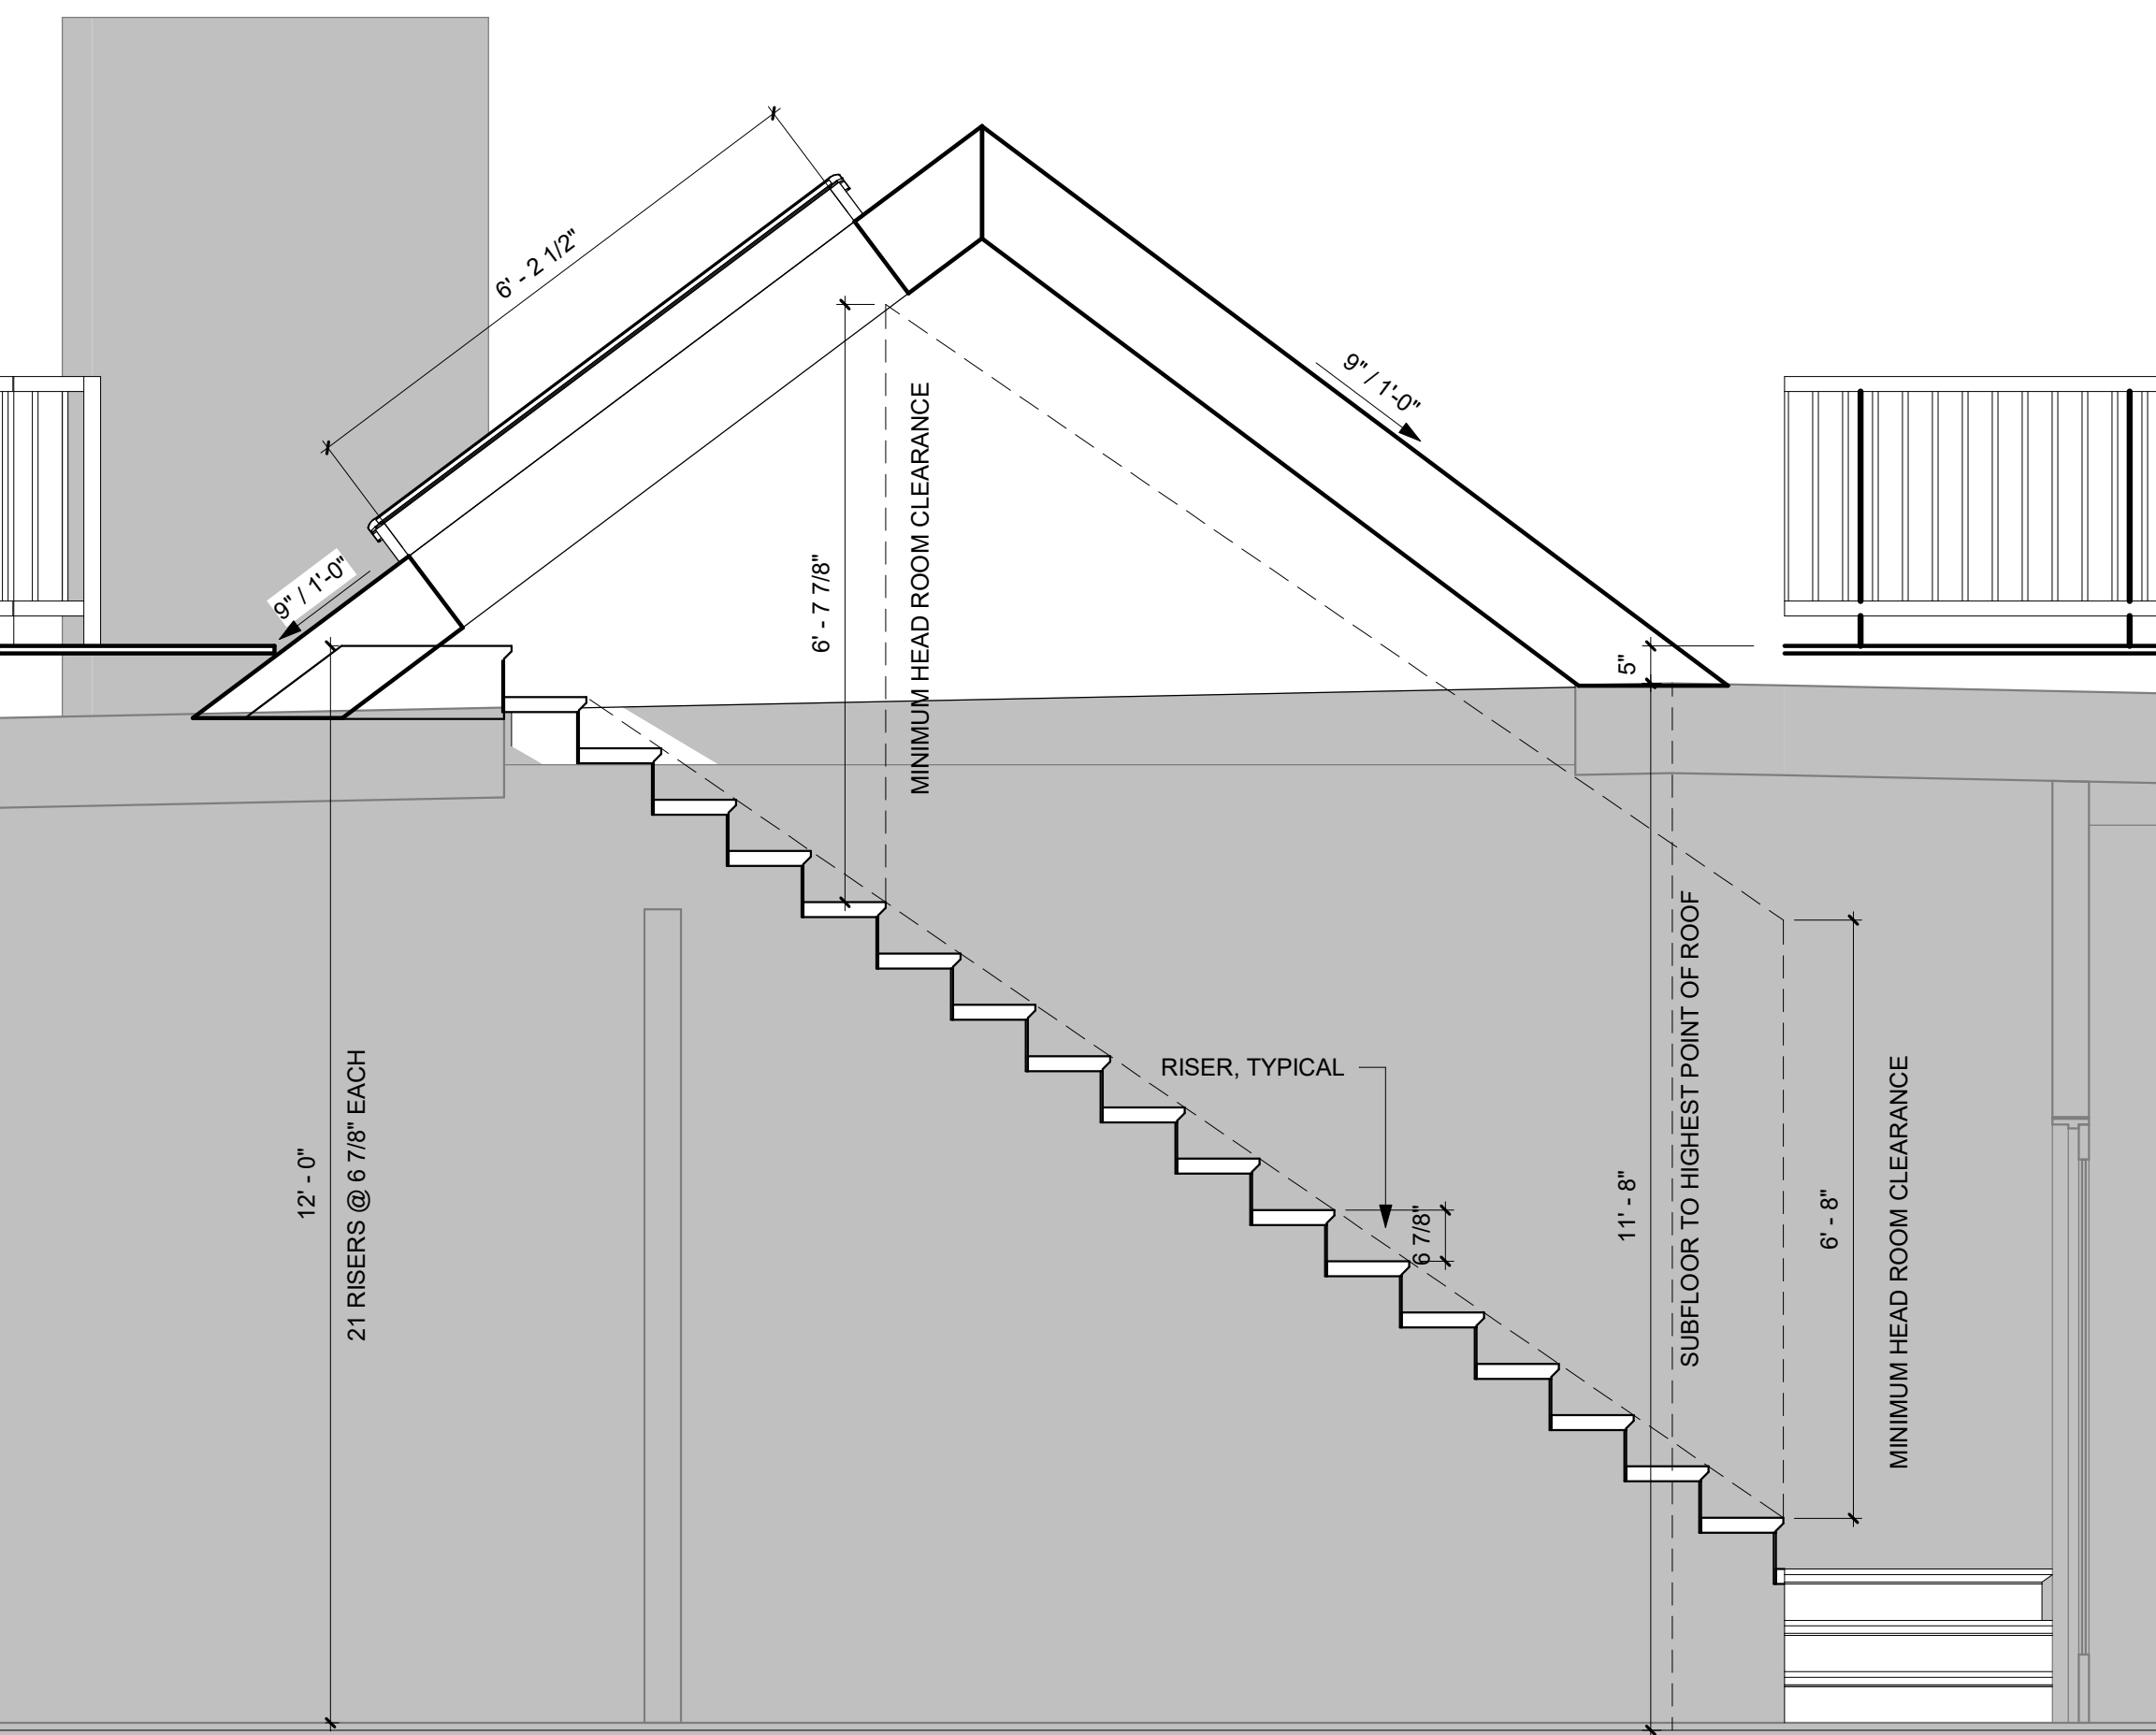 6' - 2 1/2"
9" / 1'-0"
9" / 1'-0"
6' - 7 7/8"
MINIMUM HEAD ROOM CLEARANCE
5"
12' - 0"
21 RISERS @ 6 7/8" EACH
RISER, TYPICAL
6 7/8"
11' - 8"
SUBFLOOR TO HIGHEST POINT OF ROOF
6' - 8"
MINIMUM HEAD ROOM CLEARANCE